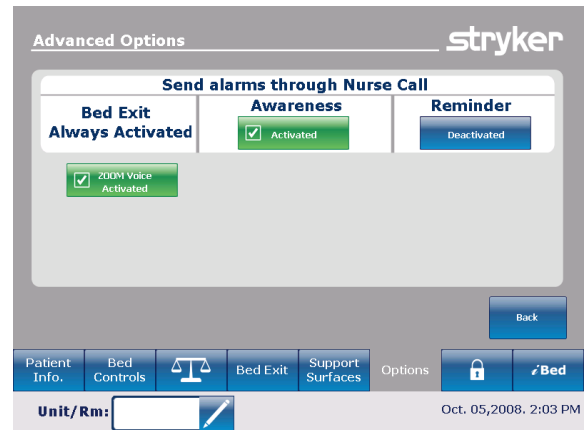 Advanced Options
stryker
Send alarms through Nurse Call
Bed Exit
Always Activated
Awareness
Activated
Reminder
Deactivated
ZOOM Voice
Activated
Back
Patient
Info.
Bed
Controls
Bed Exit
Support
Surfaces
Options
iBed
Unit/Rm:
Oct. 05,2008. 2:03 PM